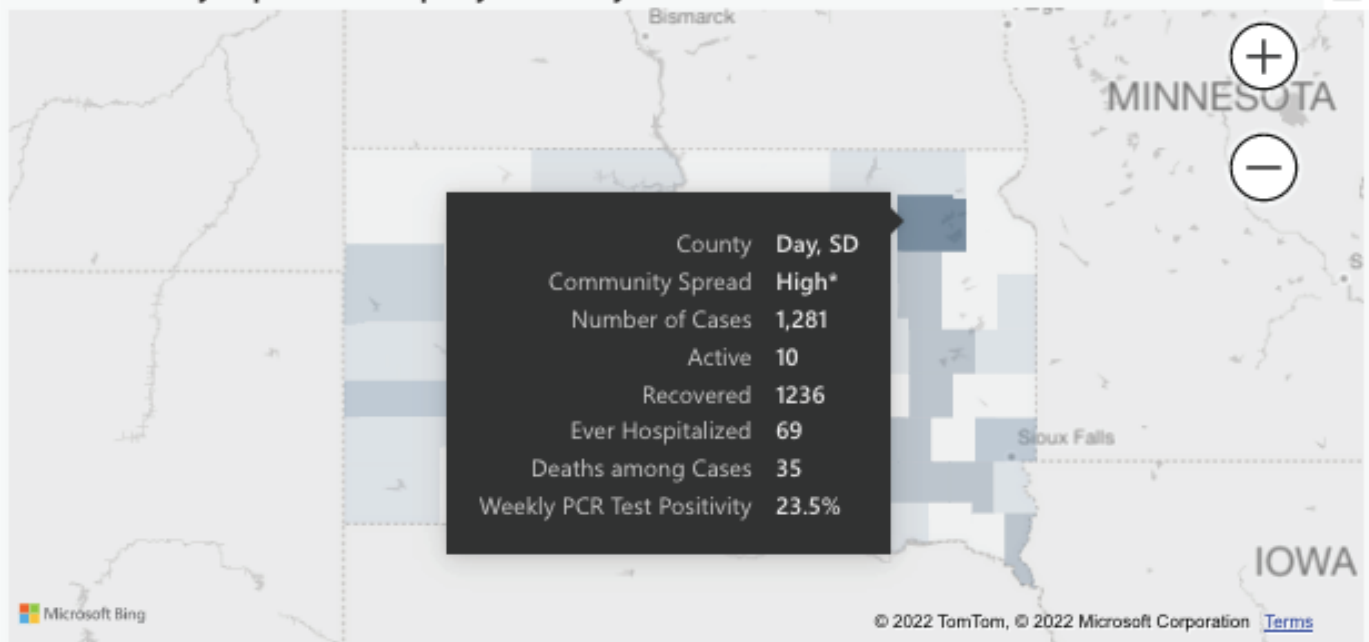 Bismarck
MINNESOTA
County Day, SD
Community Spread High*
Number of Cases 1,281
Active 10
Recovered 1236
Ever Hospitalized 69
Deaths among Cases 35
Weekly PCR Test Positivity 23.5%
Sioux Falls
IOWA
Microsoft Bing
© 2022 TomTom, © 2022 Microsoft Corporation Terms